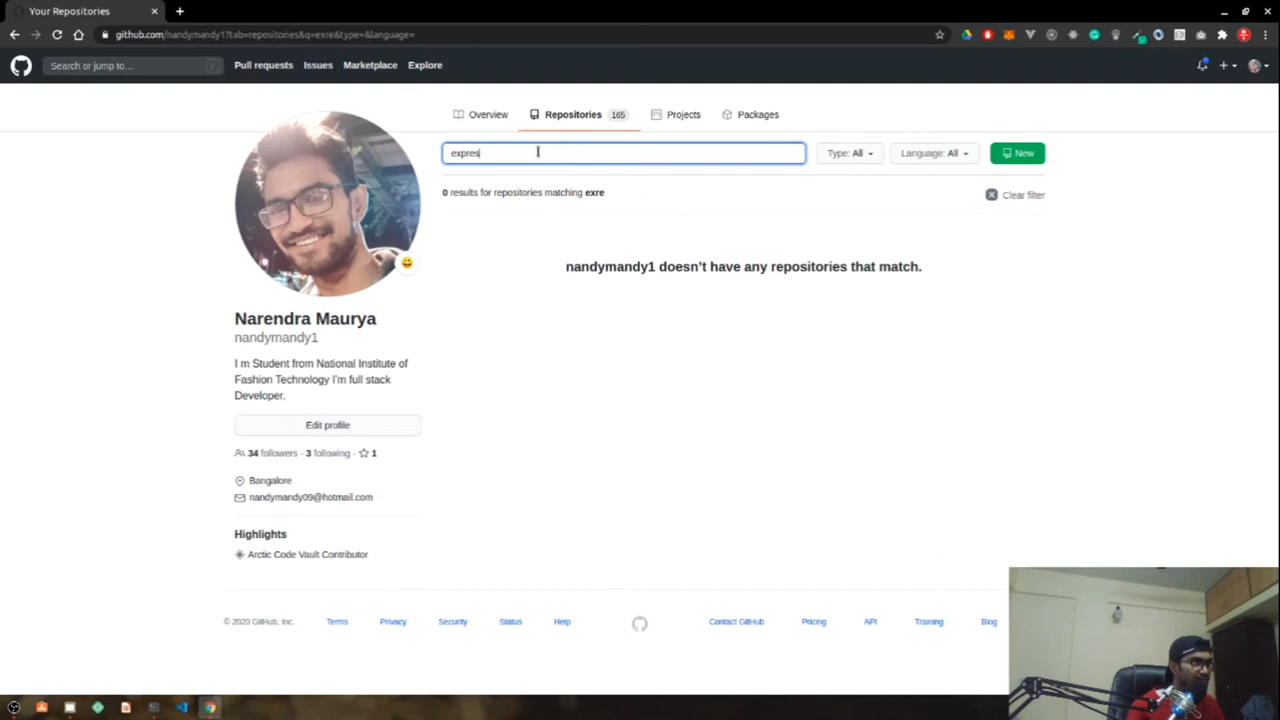 Your Repositories
github.com/nandymandy1?tab=repositories&q=exre&type=&language=
Search or jump to…
/
Pull requests
Issues
Marketplace
Explore
Overview
Repositories 165
Projects
Packages
expres
Type: All
Language: All
New
0 results for repositories matching exre
Clear filter
nandymandy1 doesn't have any repositories that match.
Narendra Maurya
nandymandy1
I m Student from National Institute of
Fashion Technology I'm full stack
Developer.
Edit profile
34 followers · 3 following · 1
Bangalore
nandymandy09@hotmail.com
Highlights
Arctic Code Vault Contributor
© 2020 GitHub, Inc.
Terms
Privacy
Security
Status
Help
Contact GitHub
Pricing
API
Training
Blog